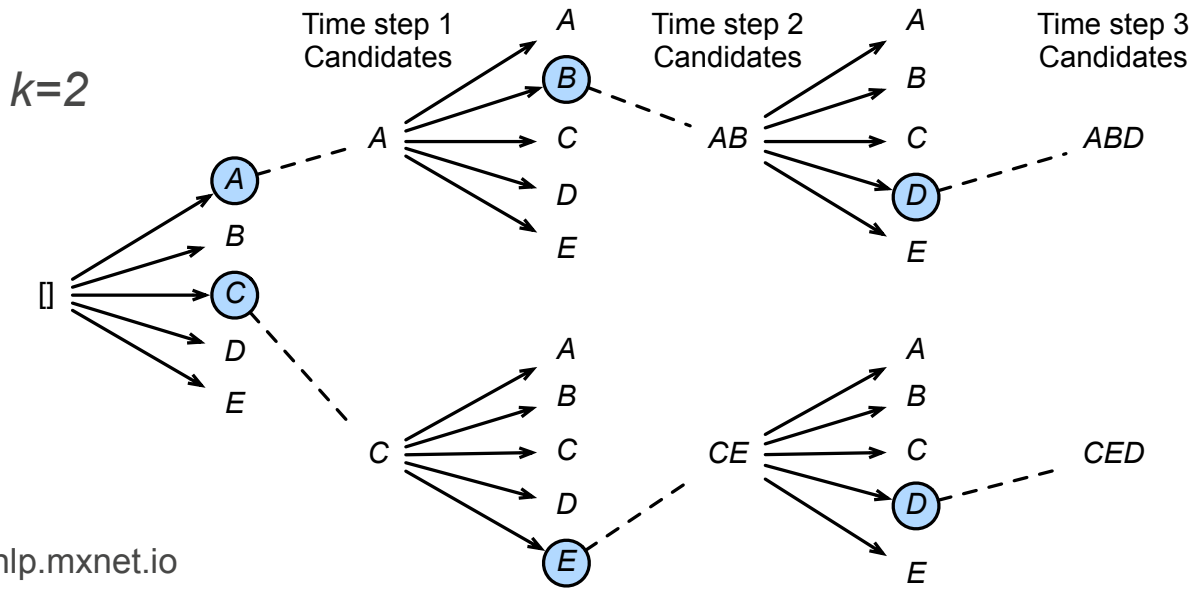 Time step 1
Candidates
Time step 2
Candidates
Time step 3
Candidates
k=2
[]
A
B
C
D
E
A
A
B
C
D
E
AB
A
B
C
D
E
ABD
C
A
B
C
D
E
CE
A
B
C
D
E
CED
nlp.mxnet.io